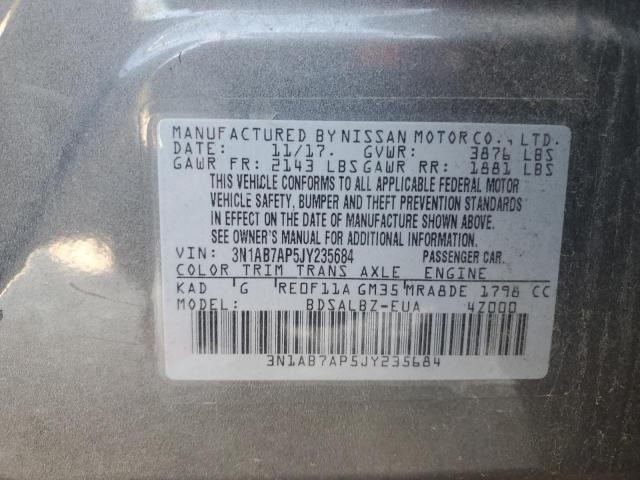 MANUFACTURED BY NISSAN MOTOR CO., LTD.
DATE: 11/17. GVWR: 3876 LBS
GAWR FR: 2143 LBS GAWR RR: 1881 LBS
THIS VEHICLE CONFORMS TO ALL APPLICABLE FEDERAL MOTOR
VEHICLE SAFETY, BUMPER AND THEFT PREVENTION STANDARDS
IN EFFECT ON THE DATE OF MANUFACTURE SHOWN ABOVE.
SEE OWNER'S MANUAL FOR ADDITIONAL INFORMATION.
VIN: 3N1AB7AP5JY235684 PASSENGER CAR.
COLOR TRIM TRANS AXLE ENGINE
KAD G RE0F11A GM35 MRA8DE 1798 CC
MODEL: BDSALBZ-EUA 4Z000
3N1AB7AP5JY235684